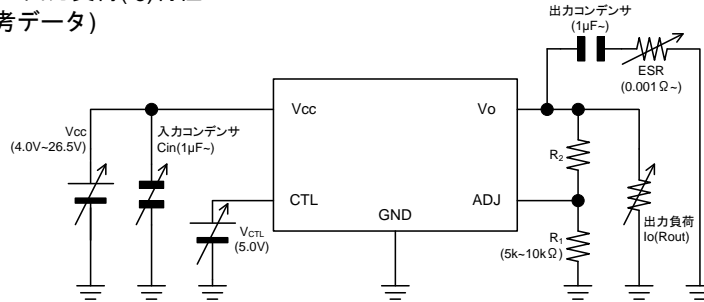 考データ)
出力コンデンサ
(1µF~)
ESR
(0.001Ω~)
Vcc
(4.0V~26.5V)
入力コンデンサ
Cin(1µF~)
Vcc
Vo
CTL
ADJ
GND
VCTL
(5.0V)
R2
R1
(5k~10kΩ)
出力負荷
Io(Rout)